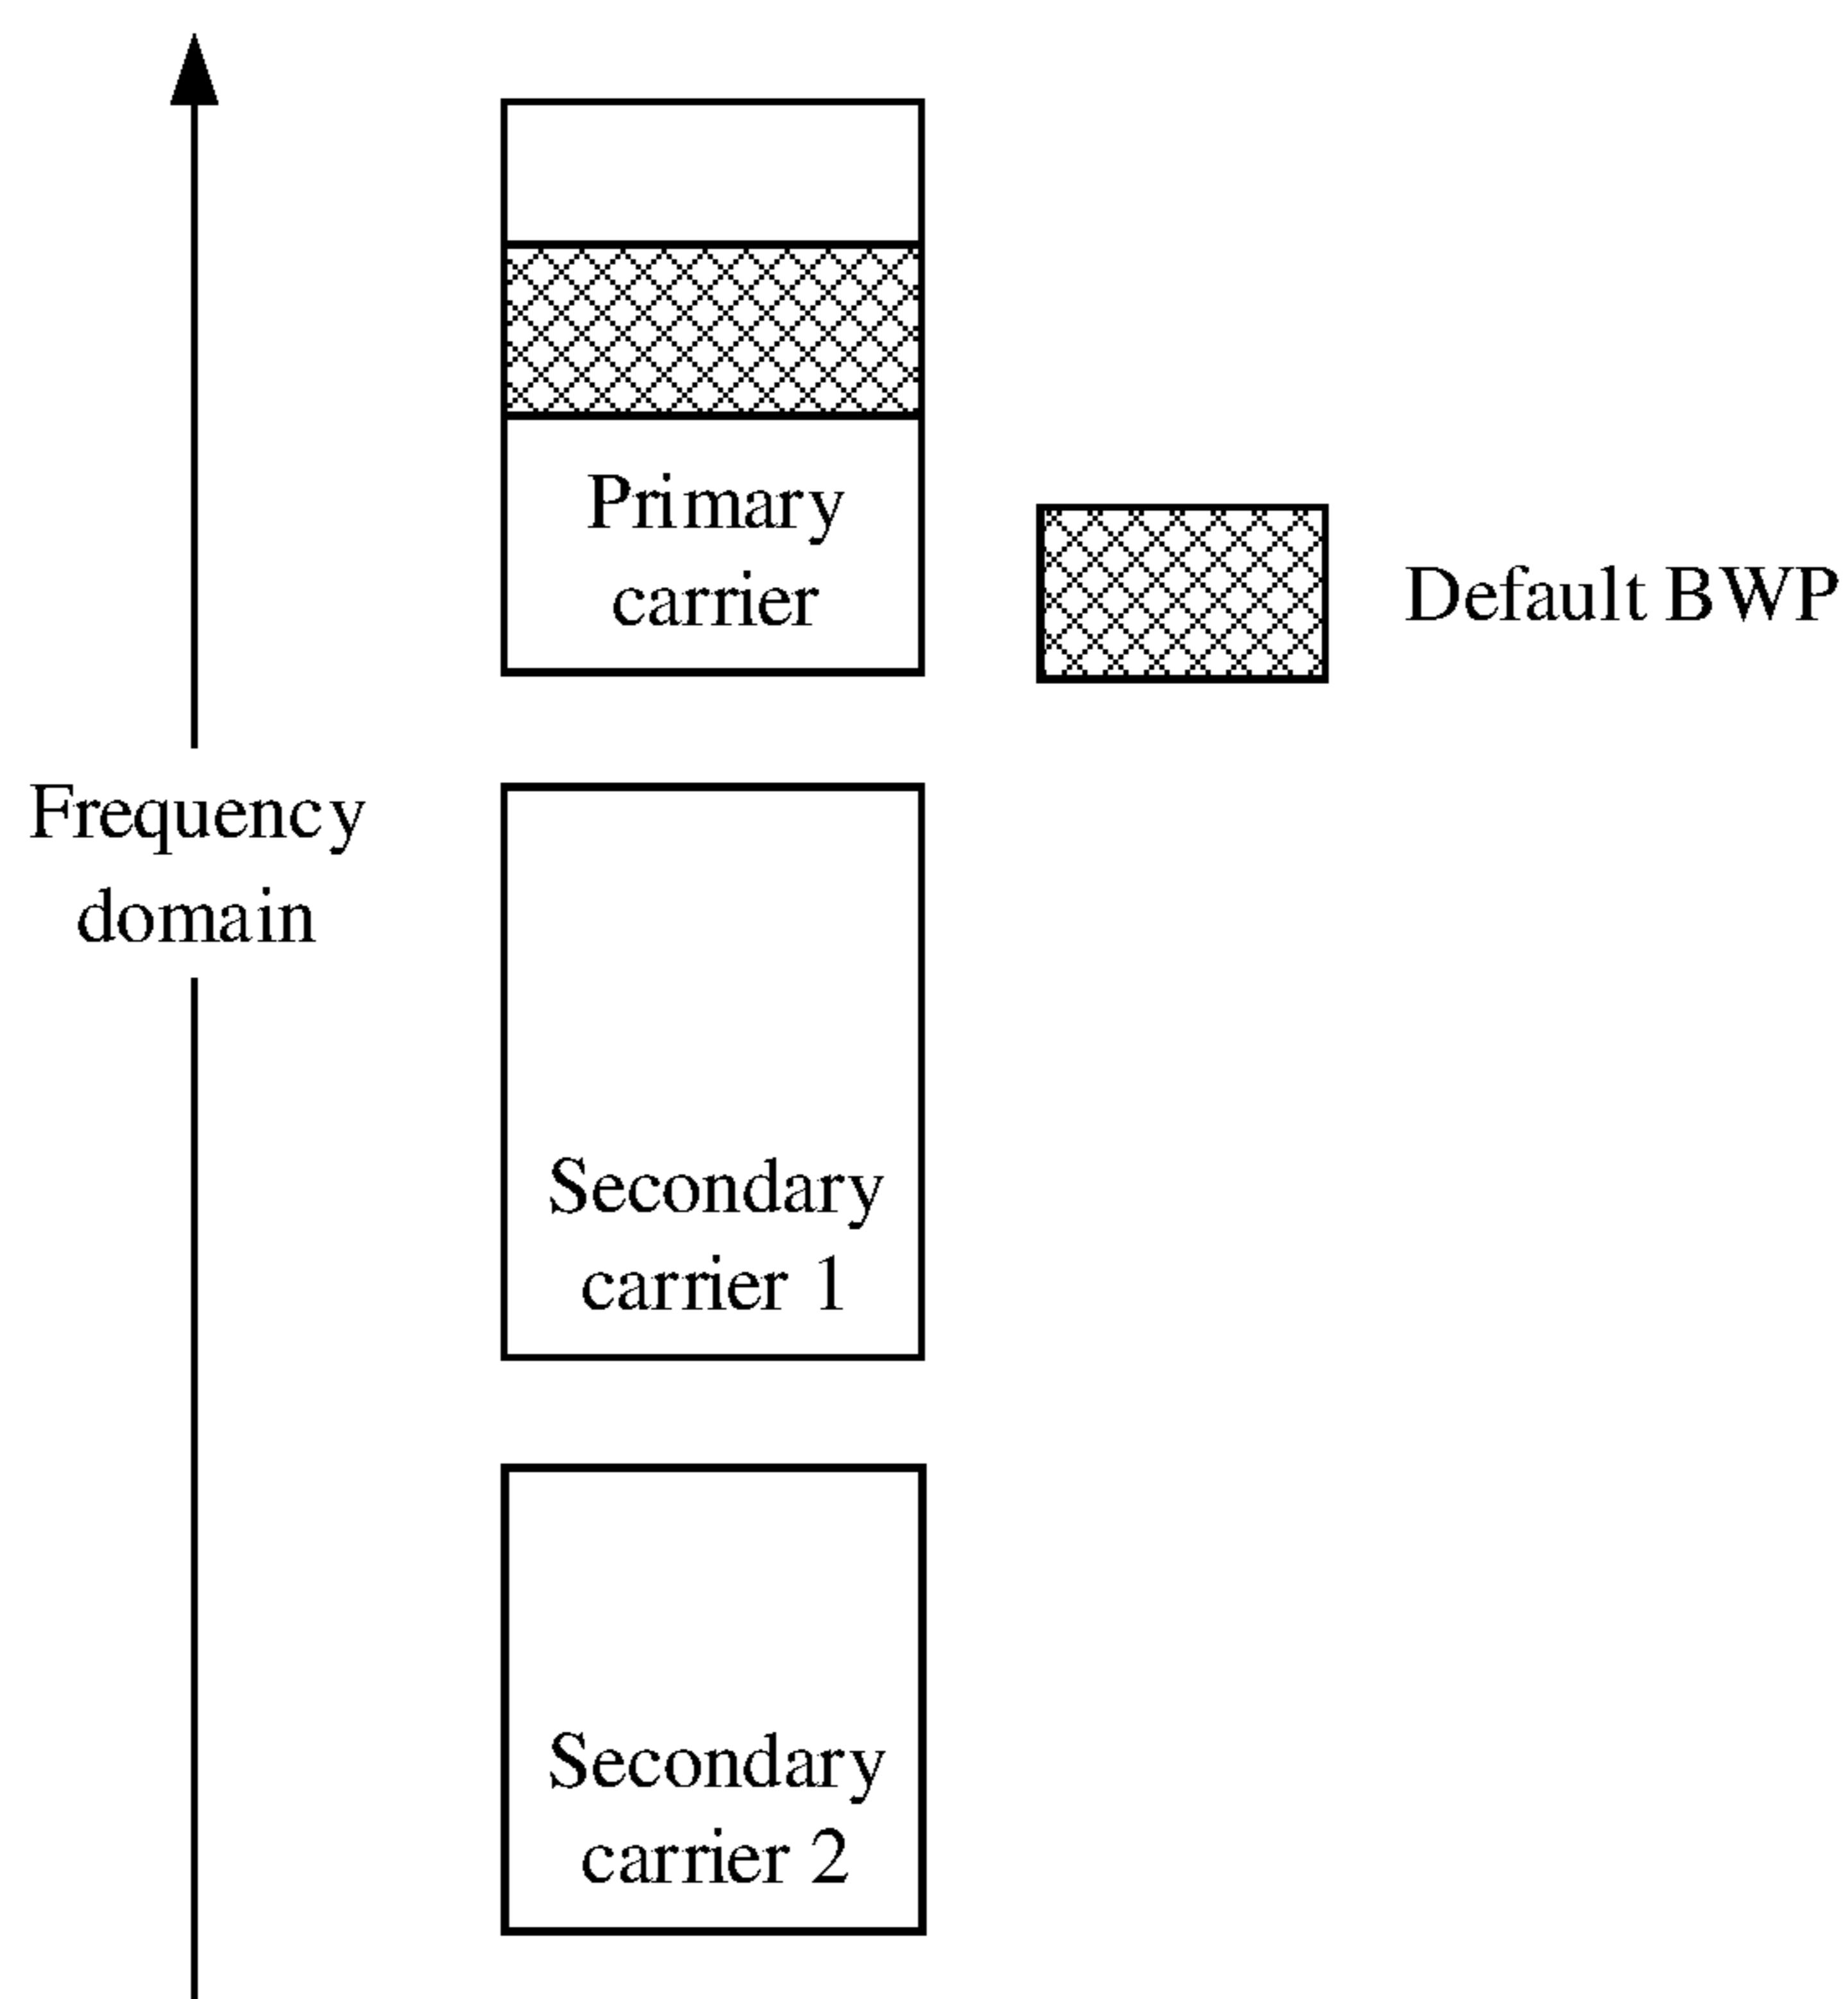 Primary
carrier
Default BWP
Frequency
domain
Secondary
carrier 1
Secondary
carrier 2